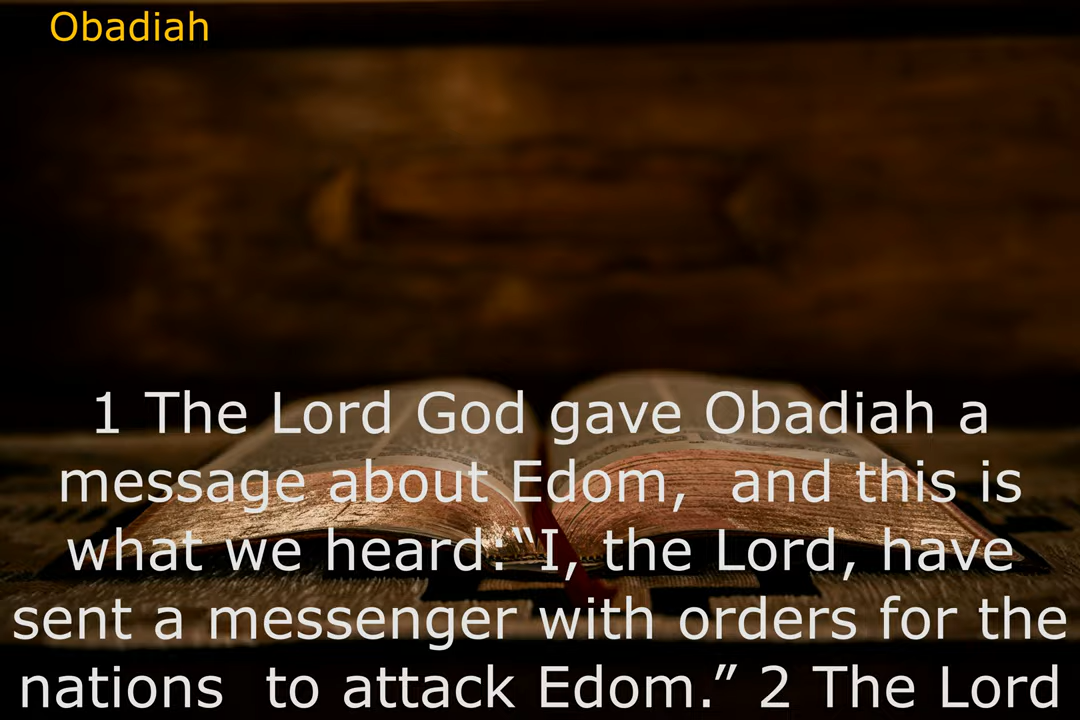 Obadiah
1 The Lord God gave Obadiah a
message about Edom,  and this is
what we heard:“I, the Lord, have
sent a messenger with orders for the
nations  to attack Edom.” 2 The Lord